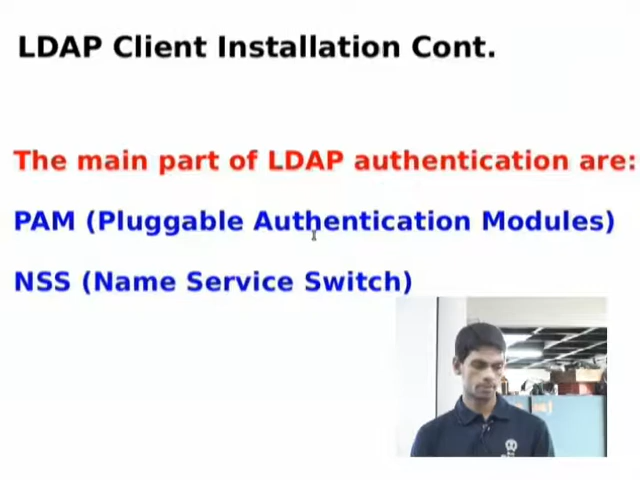 LDAP Client Installation Cont.
The main part of LDAP authentication are:
PAM (Pluggable Authentication Modules)
NSS (Name Service Switch)